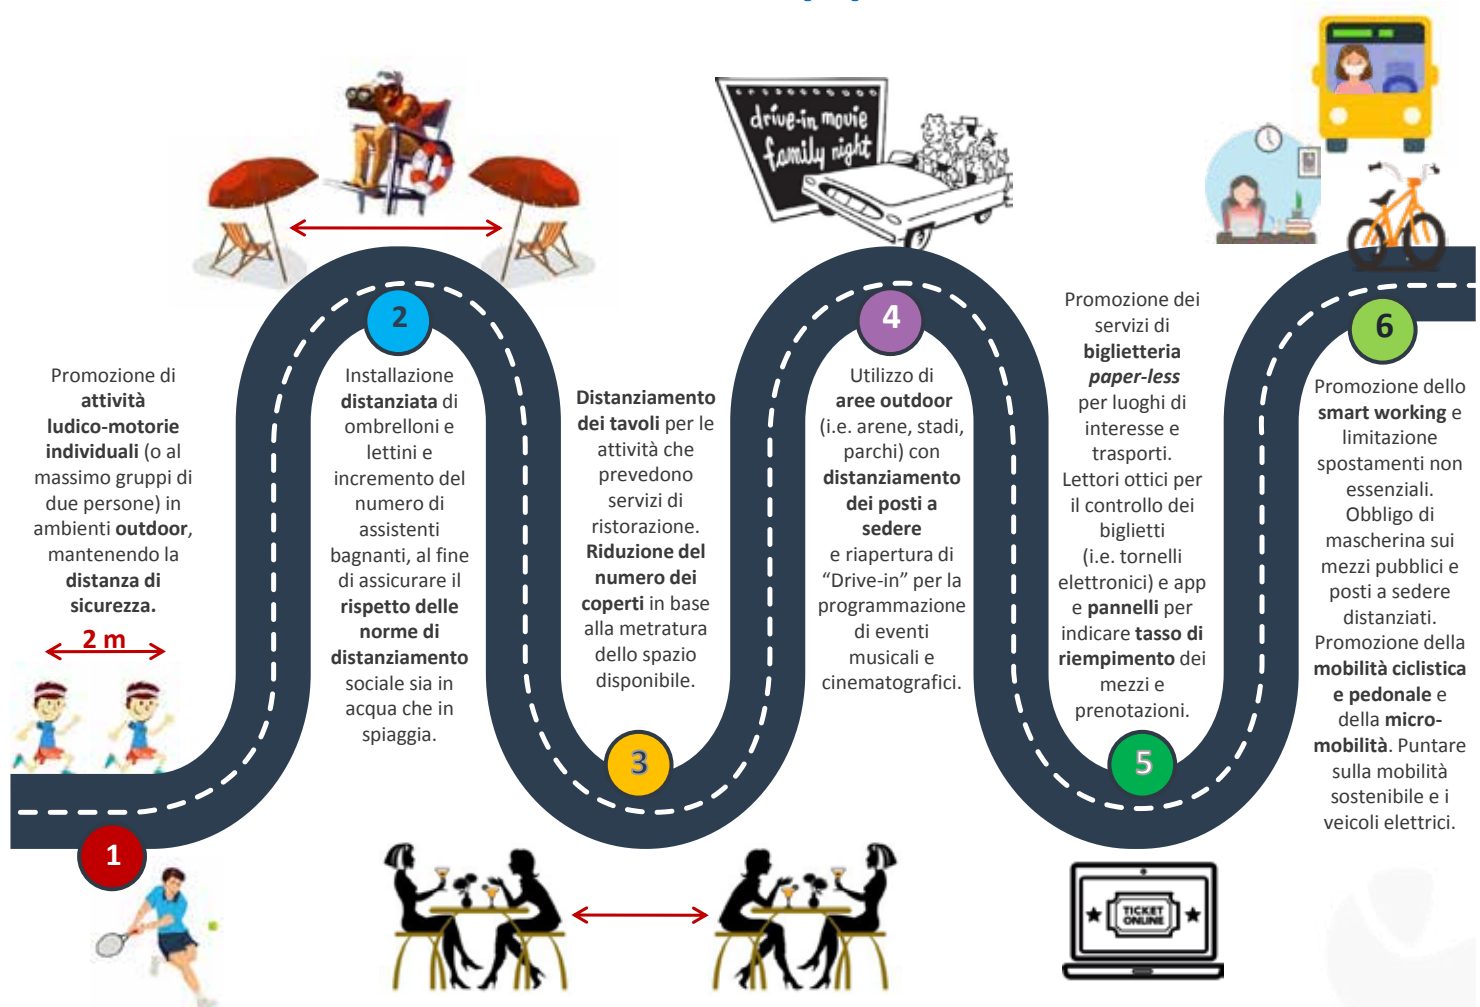 1
Promozione di
attività
ludico-motorie
individuali (o al
massimo gruppi di
due persone) in
ambienti outdoor,
mantenendo la
distanza di
sicurezza.
2 m
2
Installazione
distanziata di
ombrelloni e
lettini e
incremento del
numero di
assistenti
bagnanti, al fine
di assicurare il
rispetto delle
norme di
distanziamento
sociale sia in
acqua che in
spiaggia.
3
Distanziamento
dei tavoli per le
attività che
prevedono
servizi di
ristorazione.
Riduzione del
numero dei
coperti in base
alla metratura
dello spazio
disponibile.
drive-in movie
family night
4
Utilizzo di
aree outdoor
(i.e. arene, stadi,
parchi) con
distanziamento
dei posti a
sedere
e riapertura di
“Drive-in” per la
programmazione
di eventi
musicali e
cinematografici.
5
Promozione dei
servizi di
biglietteria
paper-less
per luoghi di
interesse e
trasporti.
Lettori ottici per
il controllo dei
biglietti
(i.e. tornelli
elettronici) e app
e pannelli per
indicare tasso di
riempimento dei
mezzi e
prenotazioni.
TICKET
ONLINE
6
Promozione dello
smart working e
limitazione
spostamenti non
essenziali.
Obbligo di
mascherina sui
mezzi pubblici e
posti a sedere
distanziati.
Promozione della
mobilità ciclistica
e pedonale e
della micro-
mobilità. Puntare
sulla mobilità
sostenibile e i
veicoli elettrici.